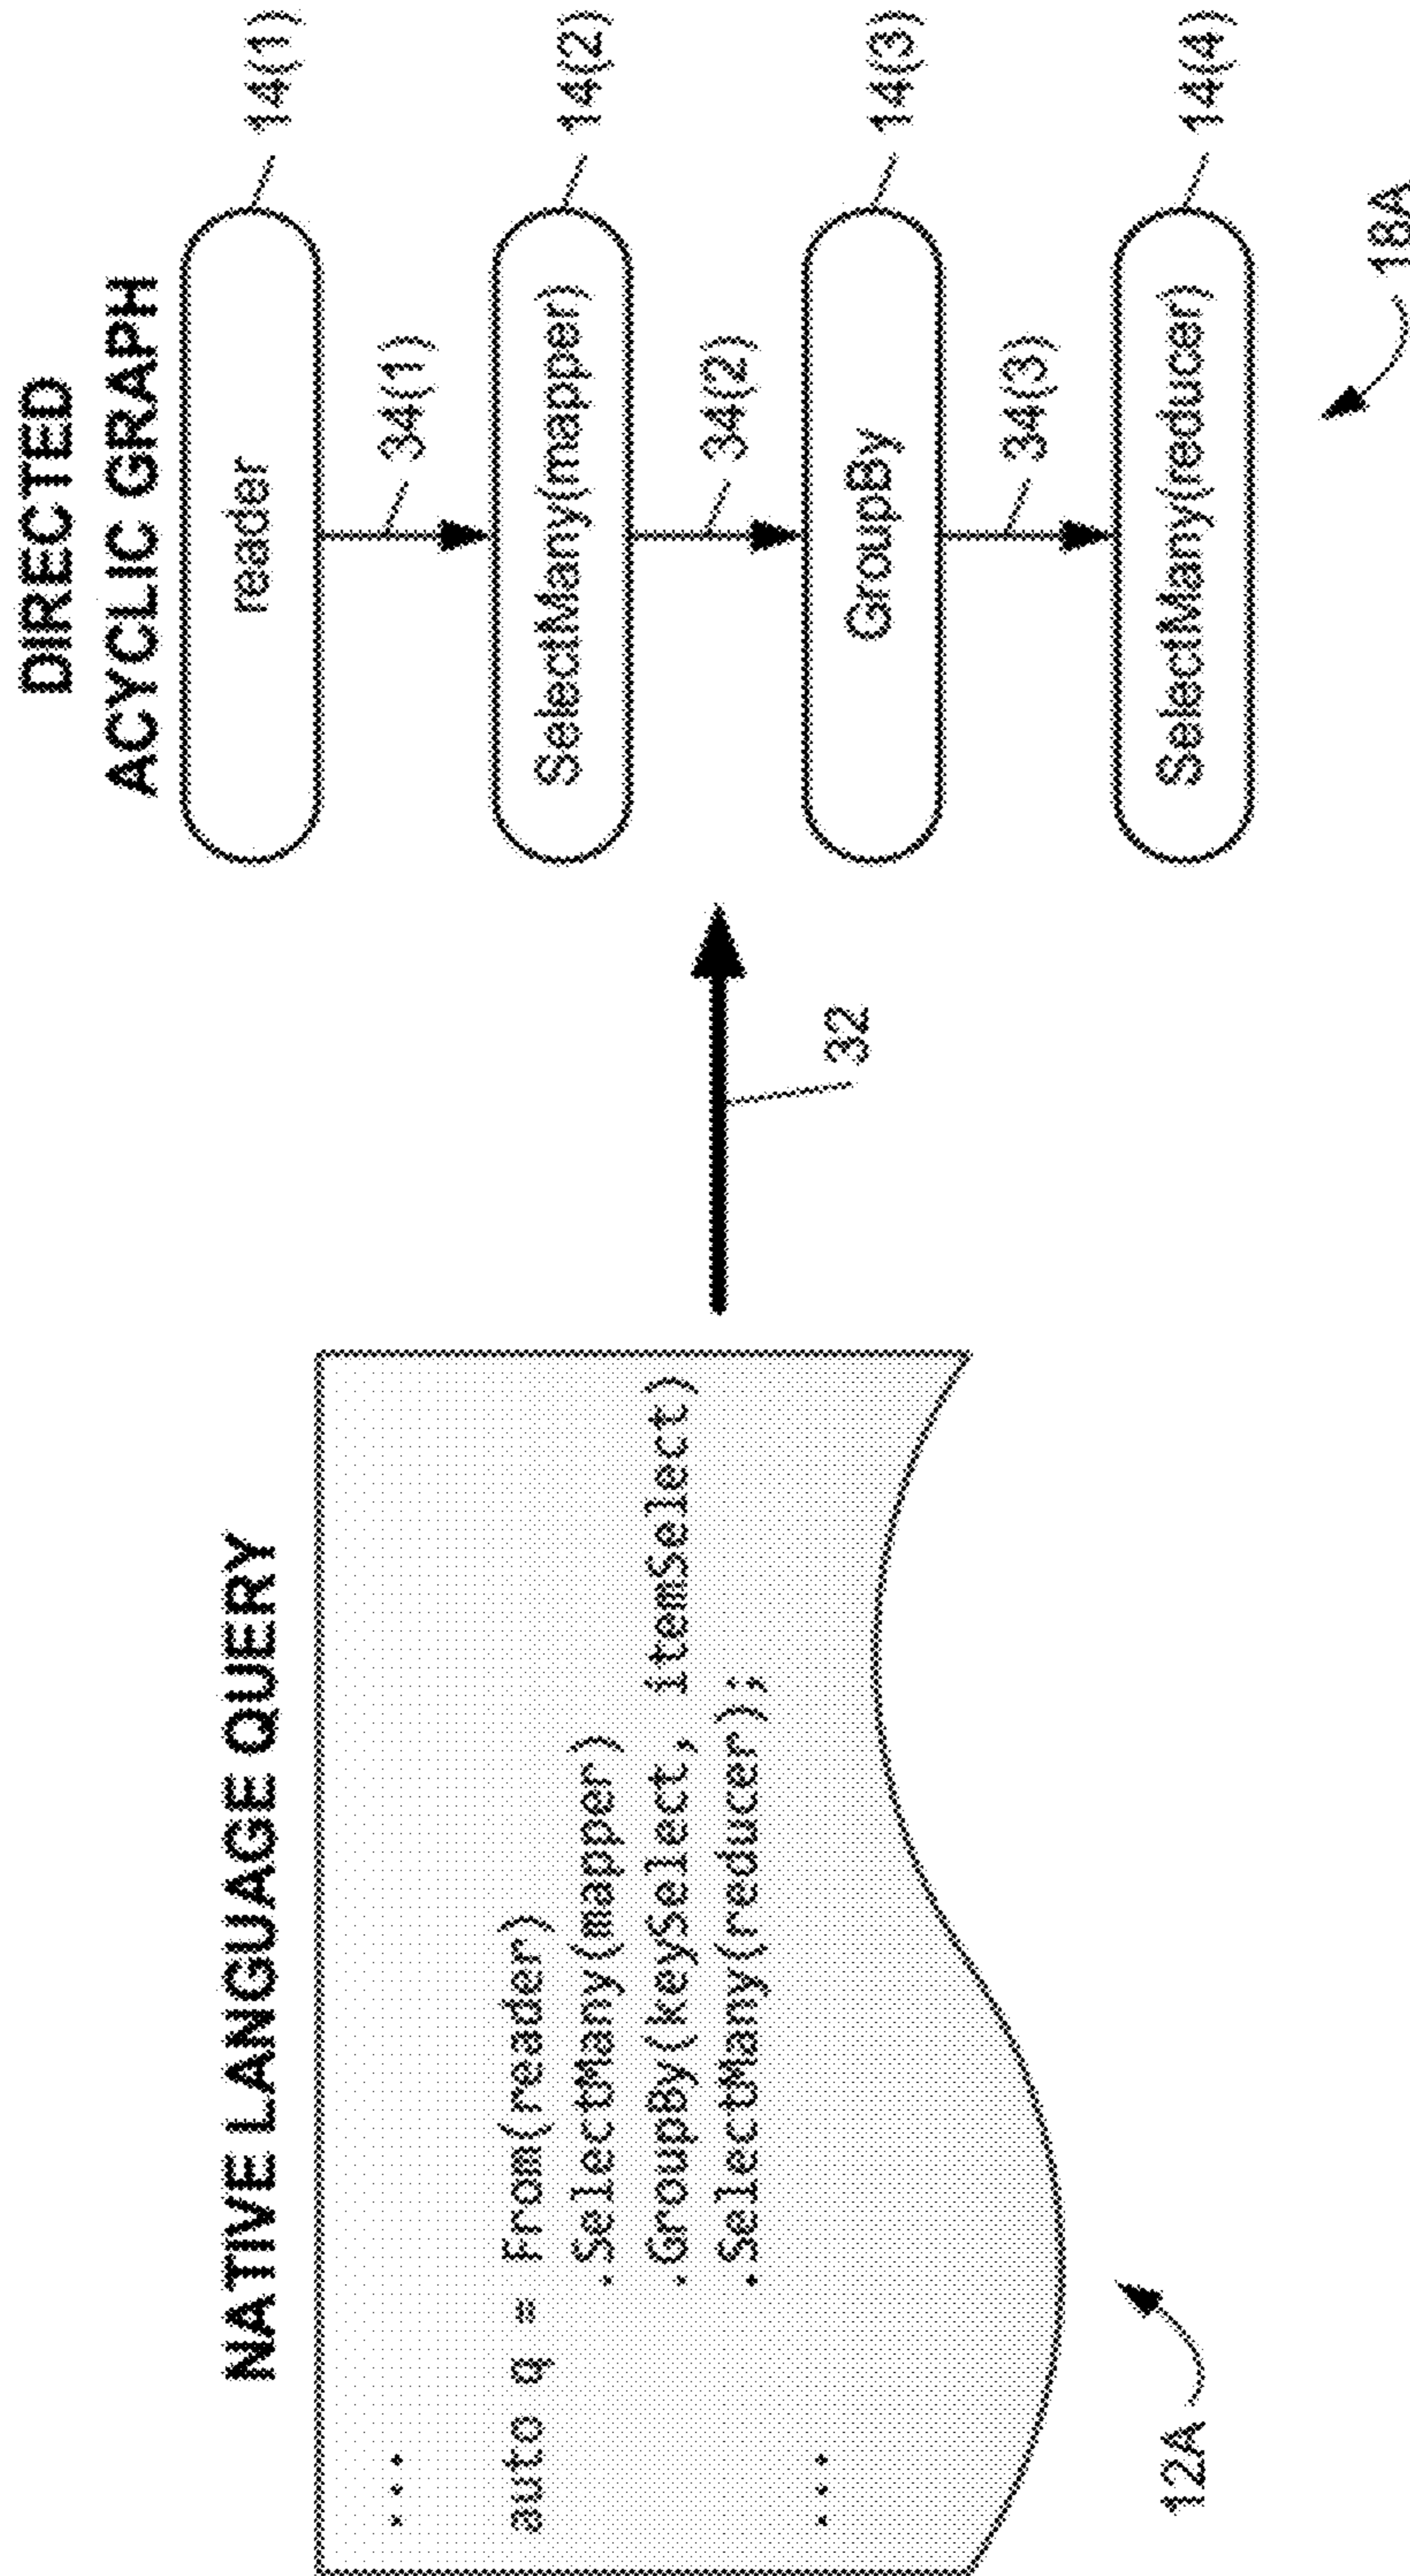 NATIVE LANGUAGE QUERY
...
auto q = From(reader)
.SelectMany(mapper)
.GroupBy(keySelect, itemSelect)
.SelectMany(reducer);
...
12A
32
DIRECTED
ACYCLIC GRAPH
reader
14(1)
34(1)
SelectMany(mapper)
14(2)
34(2)
GroupBy
14(3)
34(3)
SelectMany(reducer)
14(4)
18A